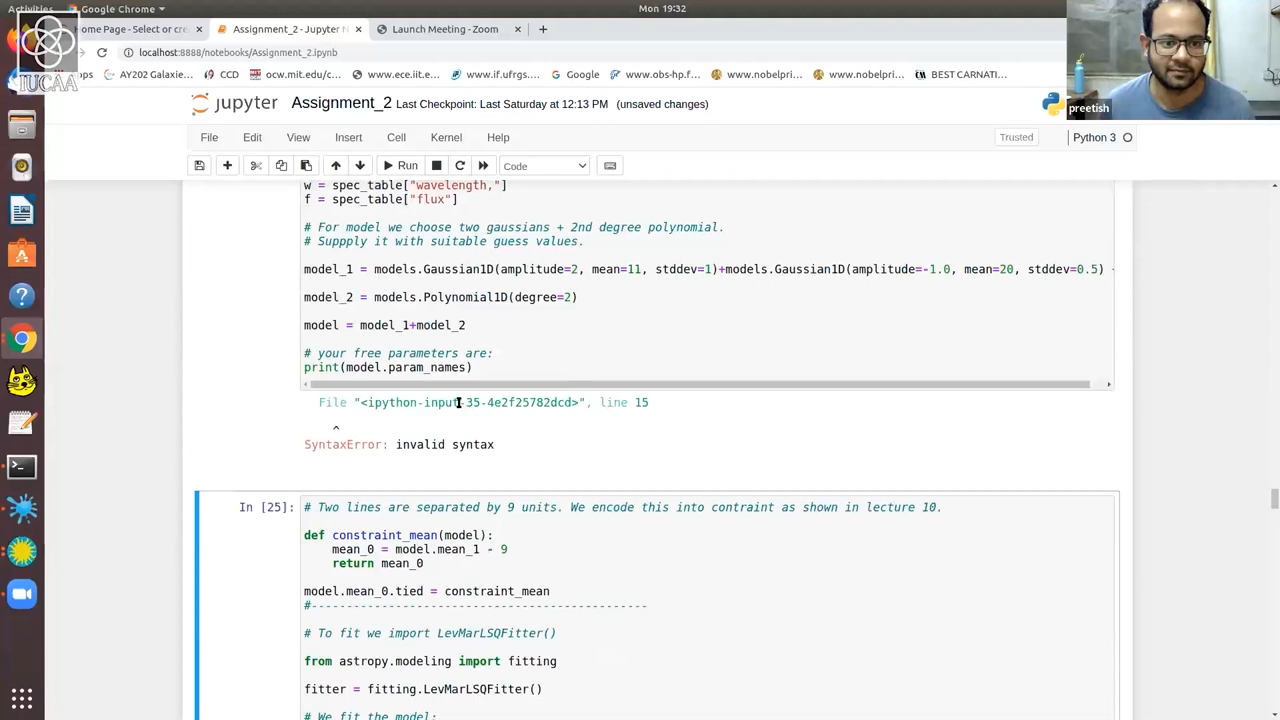 Activities
Google Chrome
Mon 19:32
Home Page - Select or cre
Assignment_2 - Jupyter N
Launch Meeting - Zoom
localhost:8888/notebooks/Assignment_2.ipynb
AY202 Galaxie…
CCD
ocw.mit.edu/c…
www.ece.iit.e…
www.if.ufrgs.…
Google
www.obs-hp.f…
www.nobelpri…
www.nobelpri…
BEST CARNATI…
IUCAA
preetish
jupyter
Assignment_2 Last Checkpoint: Last Saturday at 12:13 PM (unsaved changes)
File Edit View Insert Cell Kernel Help
Trusted
Python 3
Run
Code
w = spec_table["wavelength,"]
f = spec_table["flux"]
# For model we choose two gaussians + 2nd degree polynomial.
# Suppply it with suitable guess values.
model_1 = models.Gaussian1D(amplitude=2, mean=11, stddev=1)+models.Gaussian1D(amplitude=-1.0, mean=20, stddev=0.5)
model_2 = models.Polynomial1D(degree=2)
model = model_1+model_2
# your free parameters are:
print(model.param_names)
File "<ipython-input-35-4e2f25782dcd>", line 15
^
SyntaxError: invalid syntax
In [25]:
# Two lines are separated by 9 units. We encode this into contraint as shown in lecture 10.
def constraint_mean(model):
mean_0 = model.mean_1 - 9
return mean_0
model.mean_0.tied = constraint_mean
#------------------------------------------------
# To fit we import LevMarLSQFitter()
from astropy.modeling import fitting
fitter = fitting.LevMarLSQFitter()
# We fit the model: